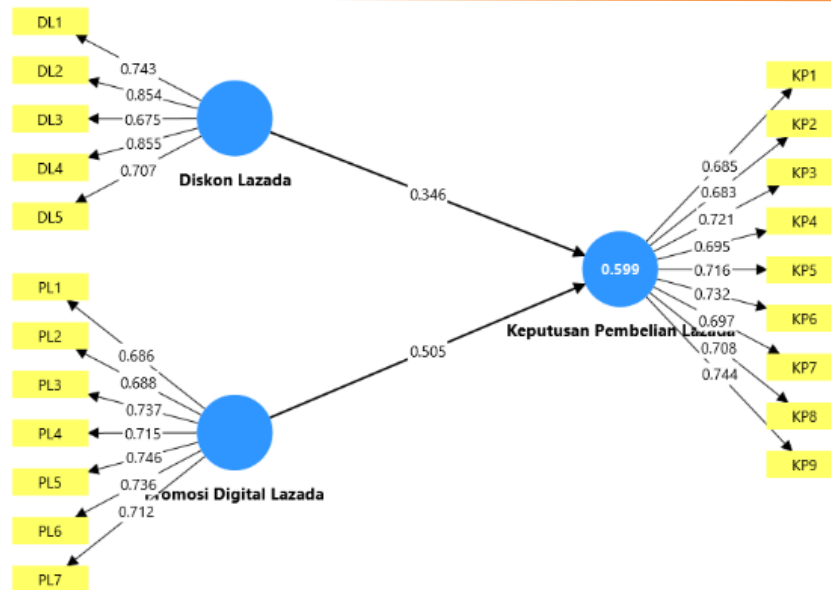 DL1
DL2
DL3
DL4
DL5
0.743
0.854
0.675
0.855
0.707
Diskon Lazada
0.346
PL1
PL2
PL3
PL4
PL5
PL6
PL7
0.686
0.688
0.737
0.715
0.746
0.736
0.712
Promosi Digital Lazada
0.505
0.599
Keputusan Pembelian Lazada
0.685
0.683
0.721
0.695
0.716
0.732
0.697
0.708
0.744
KP1
KP2
KP3
KP4
KP5
KP6
KP7
KP8
KP9